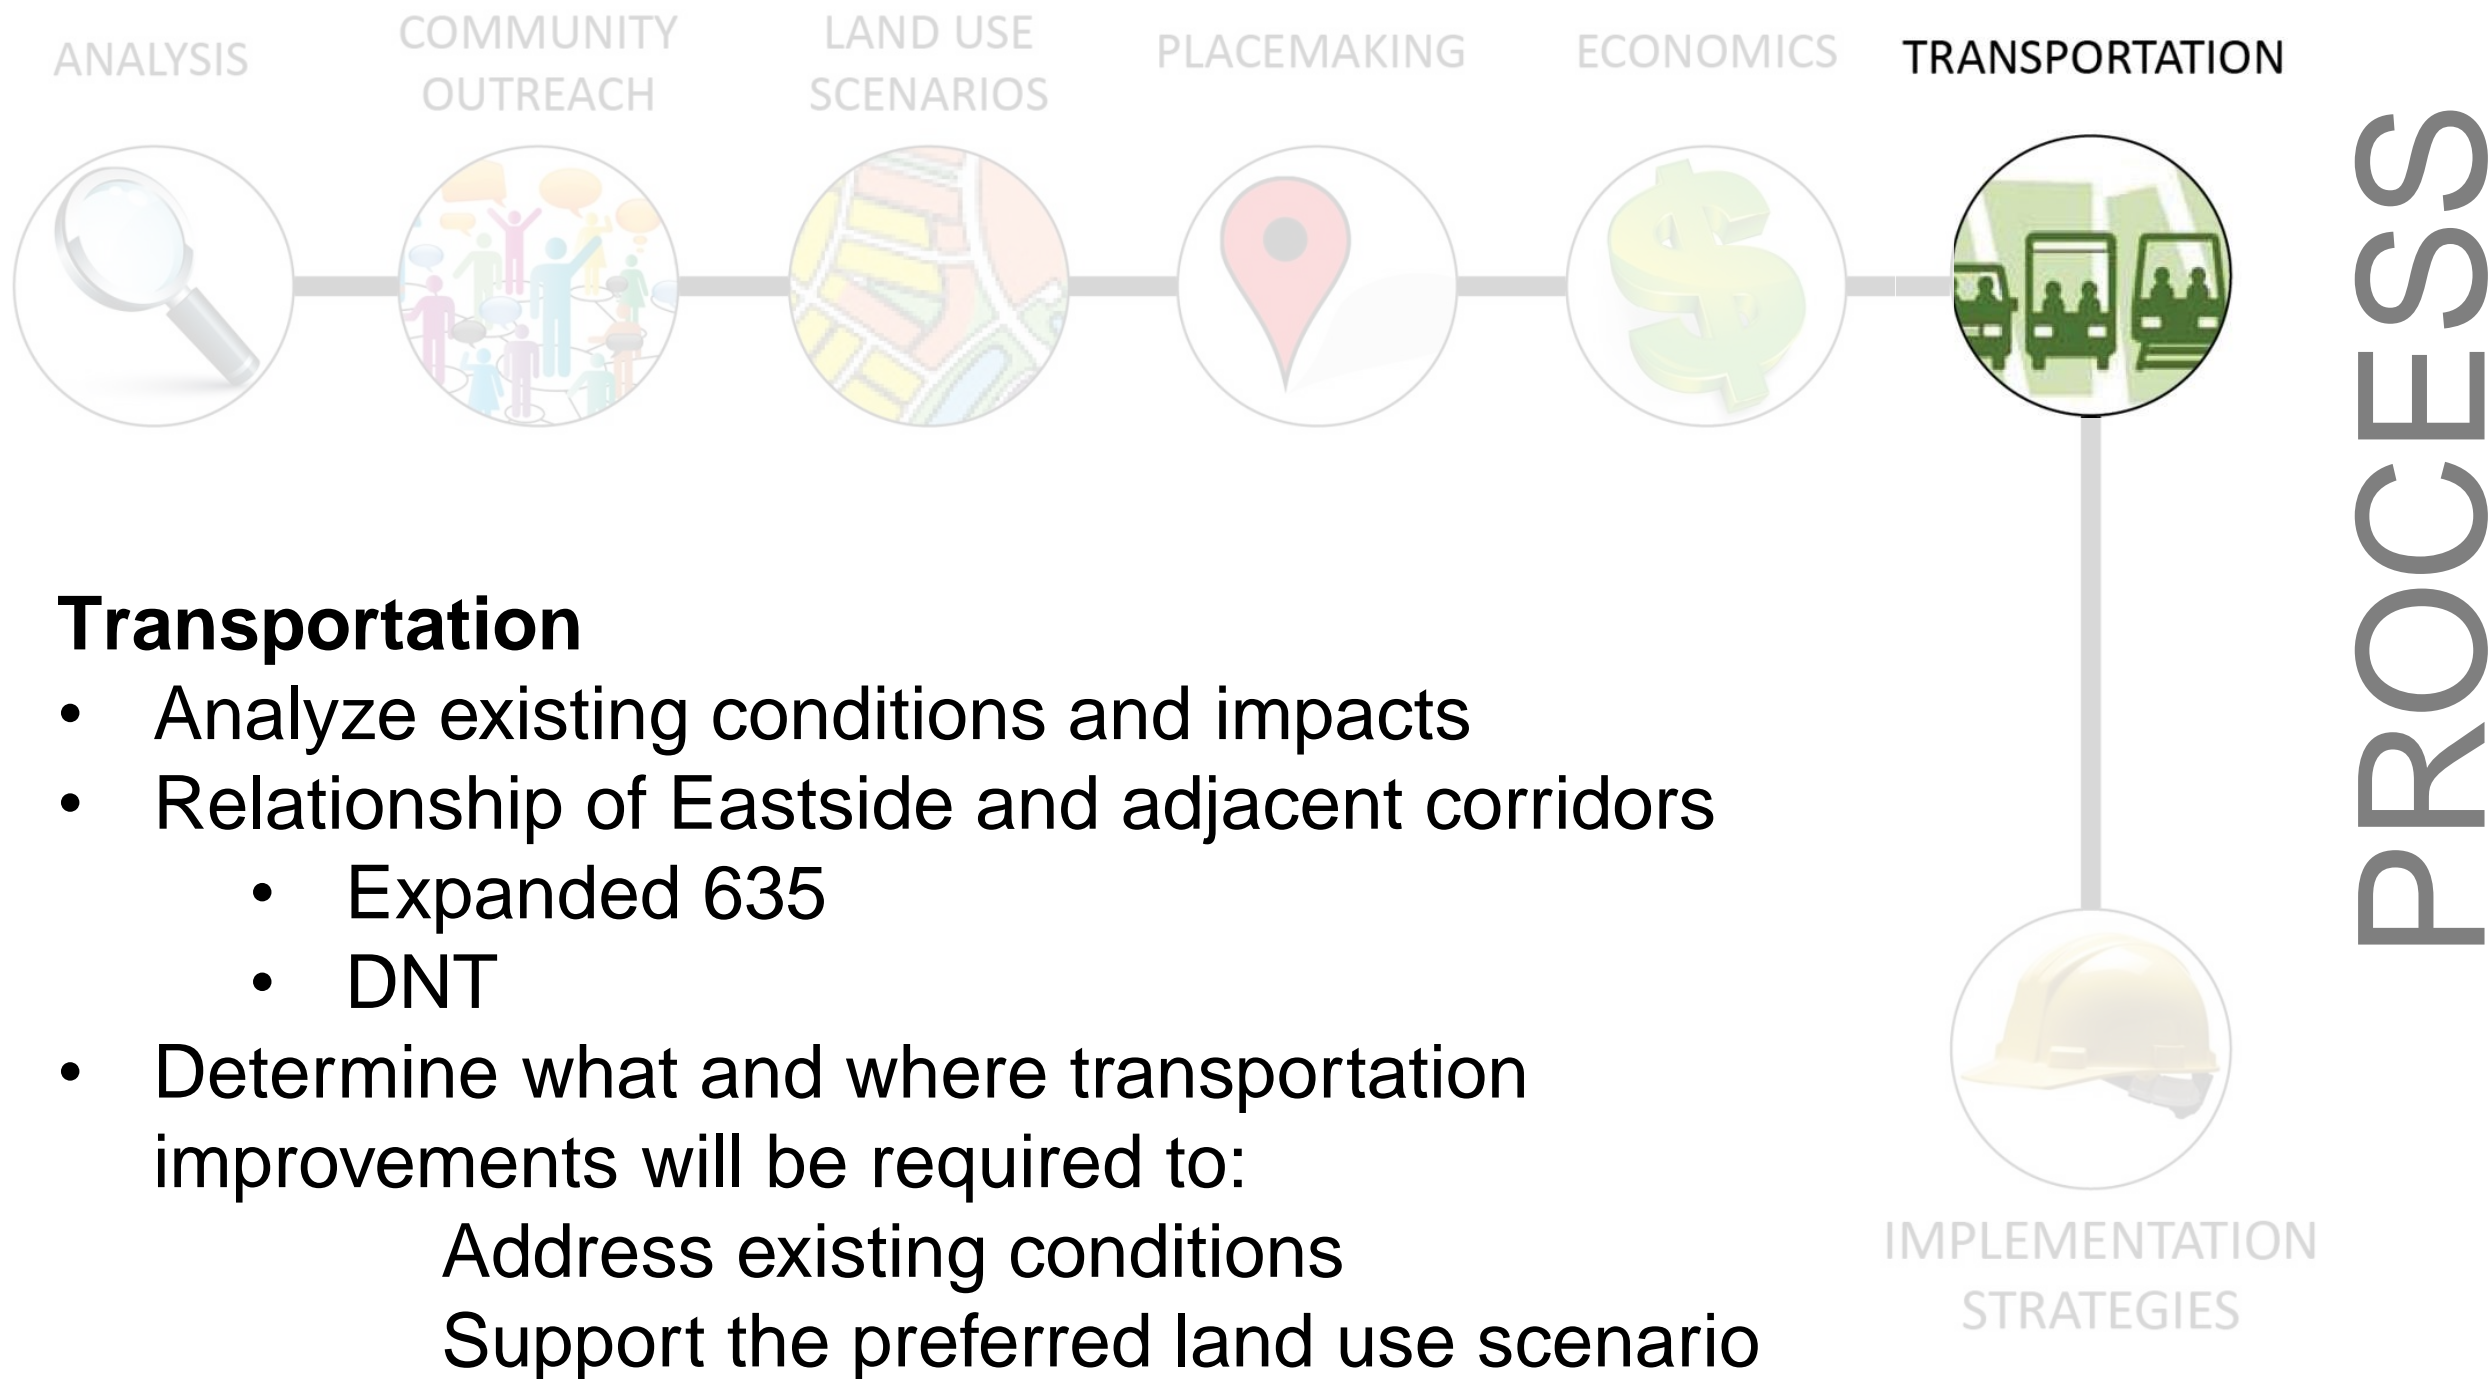 ANALYSIS
COMMUNITY
OUTREACH
LAND USE
SCENARIOS
PLACEMAKING
ECONOMICS
TRANSPORTATION
PROCESS
Transportation
• Analyze existing conditions and impacts
• Relationship of Eastside and adjacent corridors
• Expanded 635
• DNT
• Determine what and where transportation
improvements will be required to:
Address existing conditions
Support the preferred land use scenario
IMPLEMENTATION
STRATEGIES